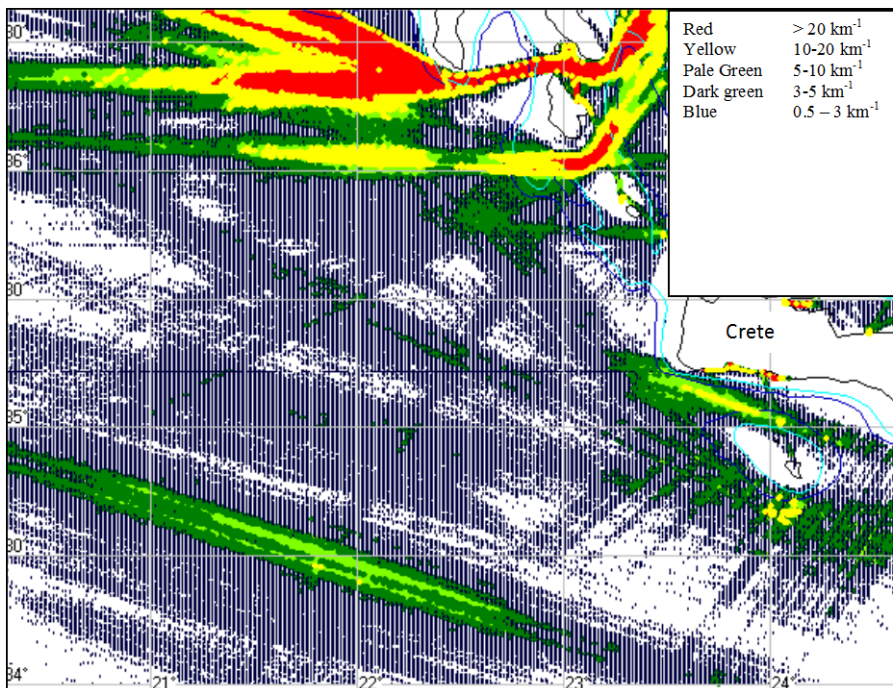 Red > 20 km-1
Yellow 10-20 km-1
Pale Green 5-10 km-1
Dark green 3-5 km-1
Blue 0.5 – 3 km-1
30
36°
30
Crete
35°
30
34°
21°
22°
23°
24°